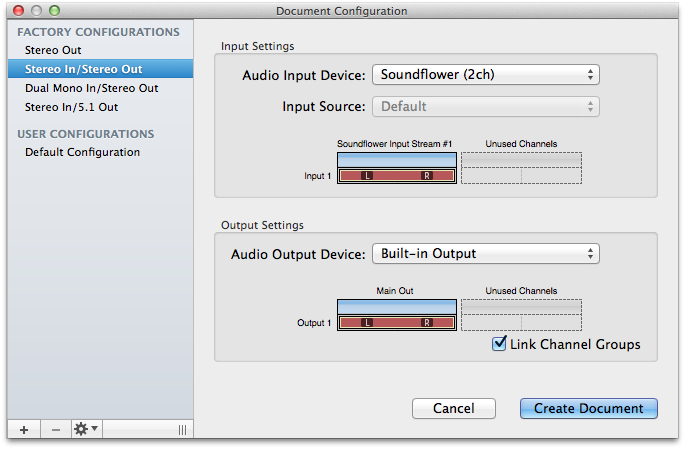 Document Configuration
FACTORY CONFIGURATIONS
Stereo Out
Stereo In/Stereo Out
Dual Mono In/Stereo Out
Stereo In/5.1 Out
USER CONFIGURATIONS
Default Configuration
Input Settings
Audio Input Device: Soundflower (2ch)
Input Source: Default
Soundflower Input Stream #1 Unused Channels
Input 1 L R
Output Settings
Audio Output Device: Built-in Output
Main Out Unused Channels
Output 1 L R
Link Channel Groups
Cancel Create Document